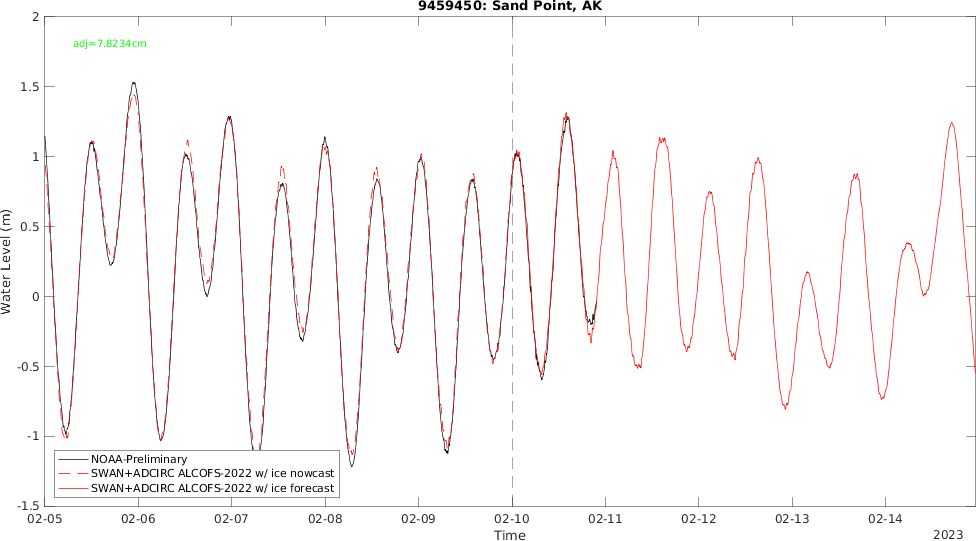 9459450: Sand Point, AK
adj=7.8234cm
Water Level (m)
2
1.5
1
0.5
0
-0.5
-1
-1.5
NOAA-Preliminary
SWAN+ADCIRC ALCOFS-2022 w/ ice nowcast
SWAN+ADCIRC ALCOFS-2022 w/ ice forecast
02-05 02-06 02-07 02-08 02-09 02-10 02-11 02-12 02-13 02-14
Time
2023